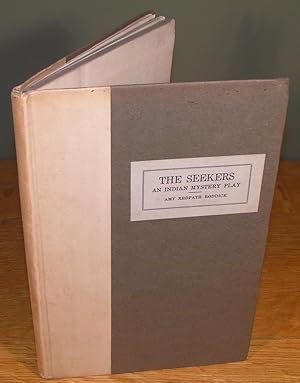 THE SEEKERS
AN INDIAN MYSTERY PLAY
AMY REDPATH RODDICK